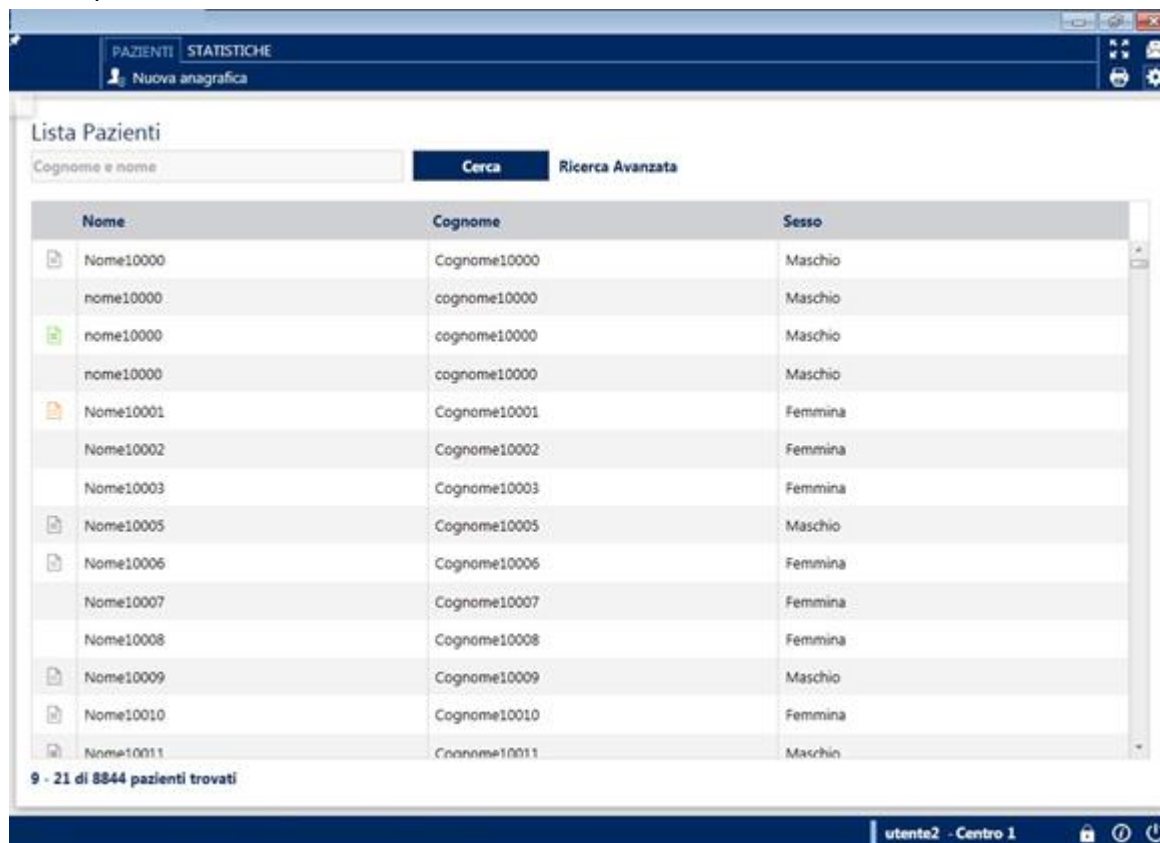 PAZIENTI STATISTICHE
Nuova anagrafica
Lista Pazienti
Cognome e nome Cerca Ricerca Avanzata
Nome Cognome Sesso
Nome10000 Cognome10000 Maschio
nome10000 cognome10000 Maschio
nome10000 cognome10000 Maschio
nome10000 cognome10000 Maschio
Nome10001 Cognome10001 Femmina
Nome10002 Cognome10002 Femmina
Nome10003 Cognome10003 Femmina
Nome10005 Cognome10005 Maschio
Nome10006 Cognome10006 Femmina
Nome10007 Cognome10007 Femmina
Nome10008 Cognome10008 Femmina
Nome10009 Cognome10009 Maschio
Nome10010 Cognome10010 Femmina
Nome10011 Cognome10011 Maschio
9 - 21 di 8844 pazienti trovati
utente2 - Centro 1